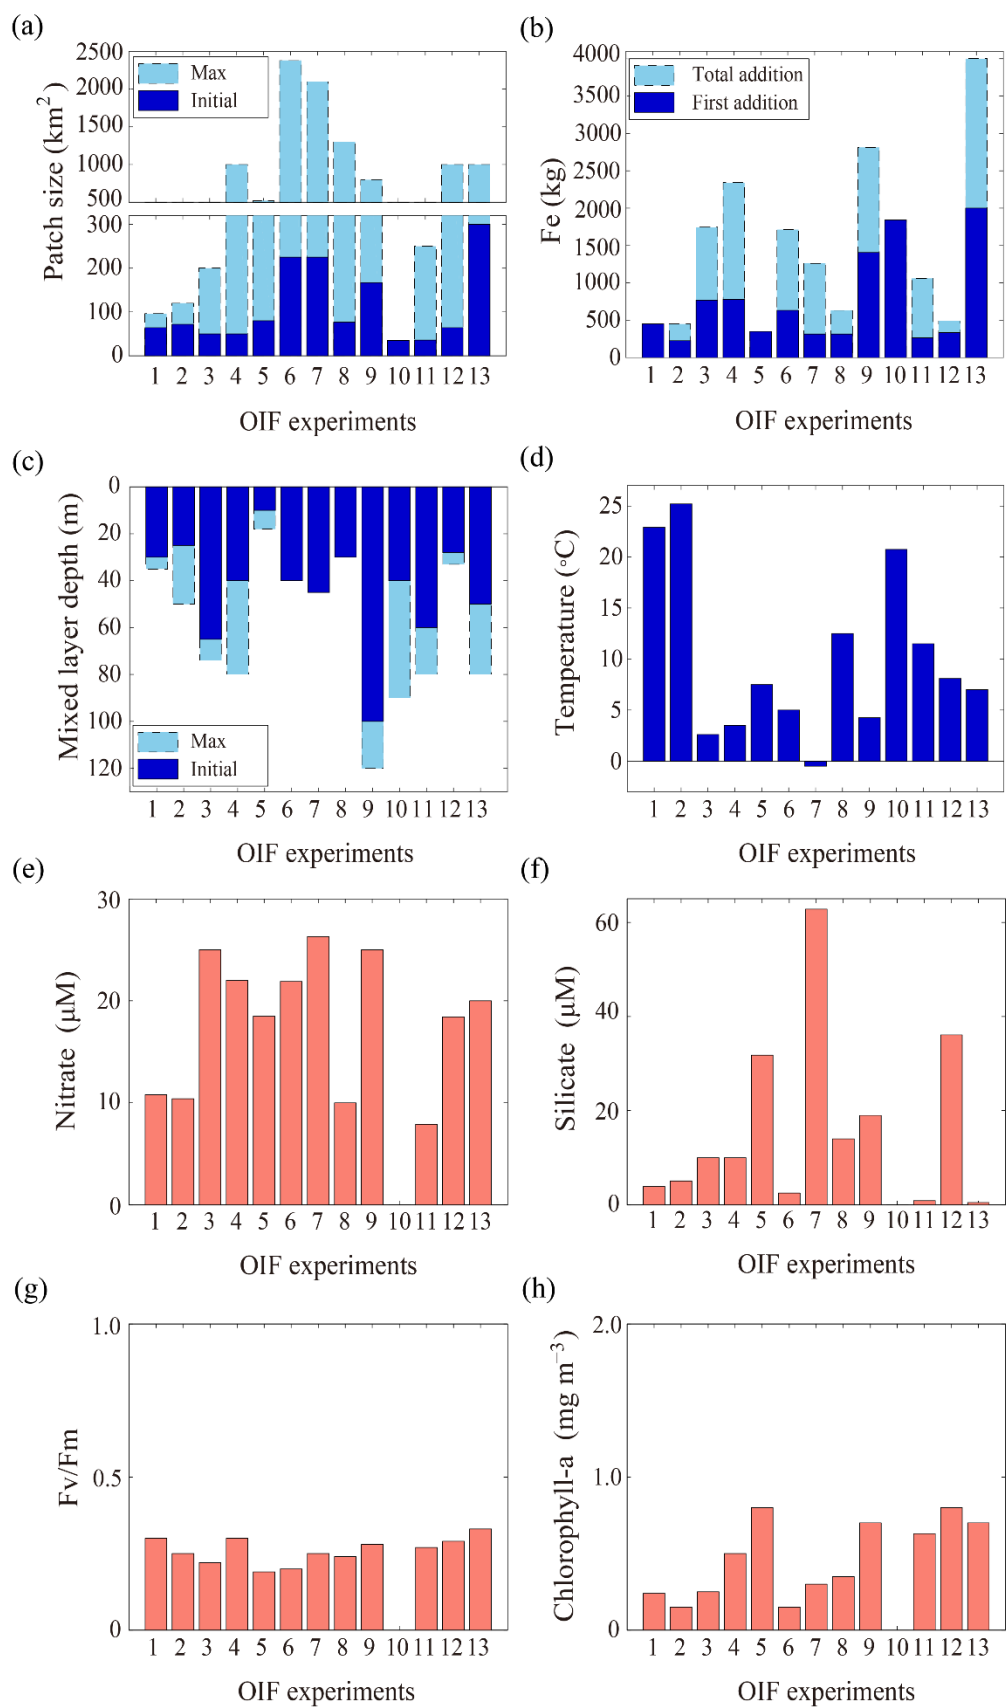 (a)
2500
2000
1500
1000
500
300
200
100
0
Patch size (km²)
Max
Initial
1 2 3 4 5 6 7 8 9 10 11 12 13
OIF experiments
(b)
4000
3500
3000
2500
2000
1500
1000
500
0
Fe (kg)
Total addition
First addition
1 2 3 4 5 6 7 8 9 10 11 12 13
OIF experiments
(c)
0
20
40
60
80
100
120
Mixed layer depth (m)
Max
Initial
1 2 3 4 5 6 7 8 9 10 11 12 13
OIF experiments
(d)
25
20
15
10
5
0
Temperature (°C)
1 2 3 4 5 6 7 8 9 10 11 12 13
OIF experiments
(e)
30
20
10
0
Nitrate (µM)
1 2 3 4 5 6 7 8 9 10 11 12 13
OIF experiments
(f)
60
40
20
0
Silicate (µM)
1 2 3 4 5 6 7 8 9 10 11 12 13
OIF experiments
(g)
1.0
0.5
0
Fv/Fm
1 2 3 4 5 6 7 8 9 10 11 12 13
OIF experiments
(h)
2.0
1.0
0
Chlorophyll-a (mg m⁻³)
1 2 3 4 5 6 7 8 9 10 11 12 13
OIF experiments